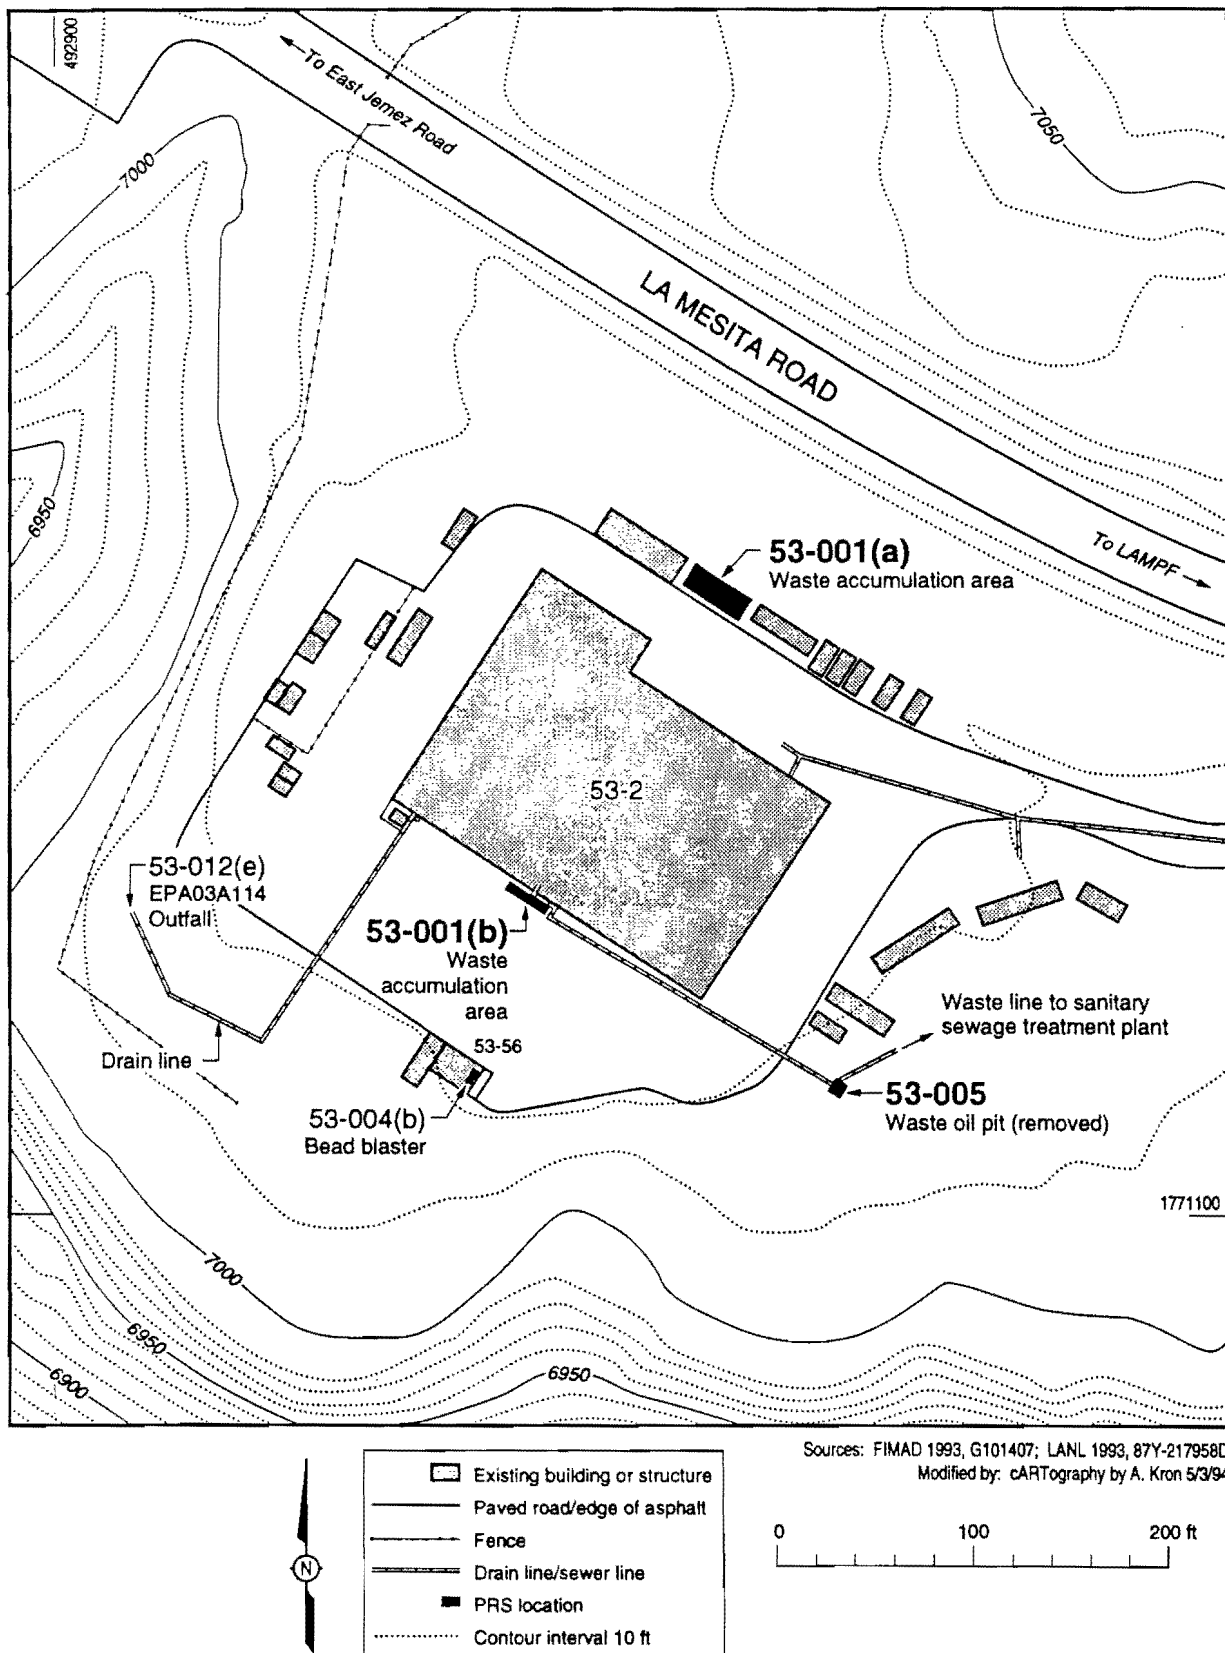 492900
To East Jemez Road
7000
7050
LA MESITA ROAD
6950
To LAMPF
53-001(a)
Waste accumulation area
53-2
53-012(e)
EPA03A114
Outfall
53-001(b)
Waste
accumulation
area
Waste line to sanitary
sewage treatment plant
53-56
Drain line
53-005
Waste oil pit (removed)
53-004(b)
Bead blaster
1771100
7000
6950
6950
6900
Sources: FIMAD 1993, G101407; LANL 1993, 87Y-217958D
Modified by: cARTography by A. Kron 5/3/94
Existing building or structure
Paved road/edge of asphalt
Fence
Drain line/sewer line
PRS location
Contour interval 10 ft
N
0 100 200 ft